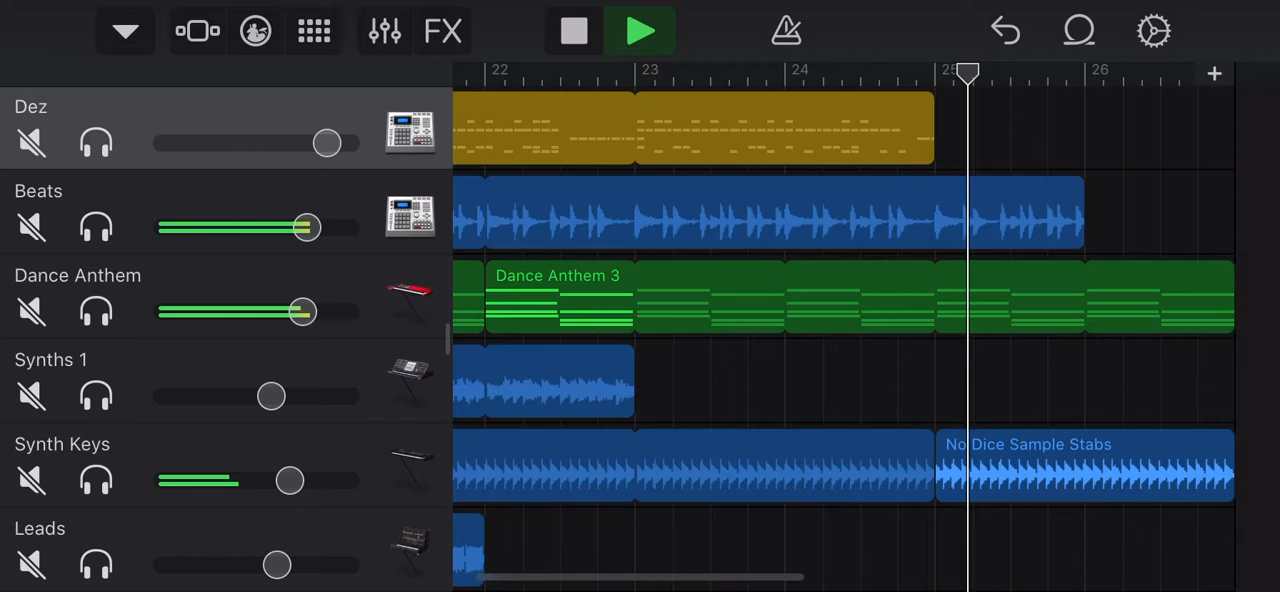 FX
22 23 24 25 26 +
Dez
Beats
Dance Anthem
Dance Anthem 3
Synths 1
Synth Keys
No Dice Sample Stabs
Leads